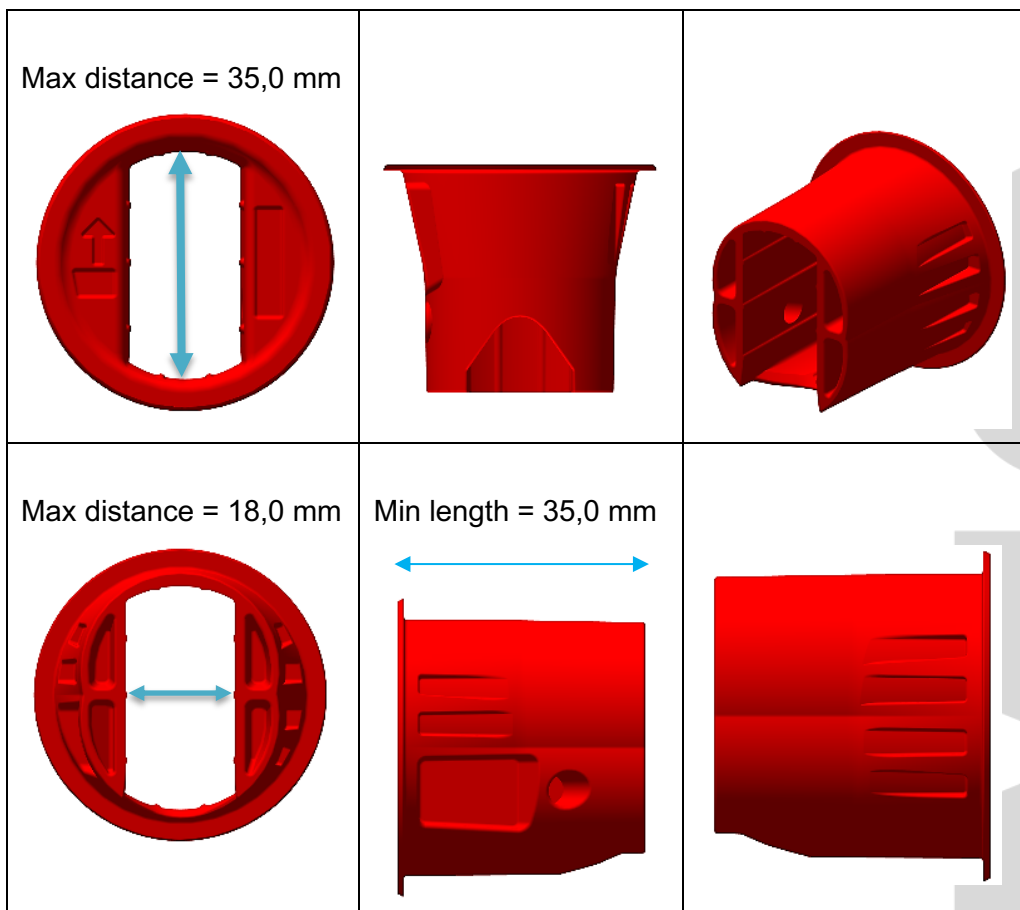 Max distance = 35,0 mm
Max distance = 18,0 mm
Min length = 35,0 mm